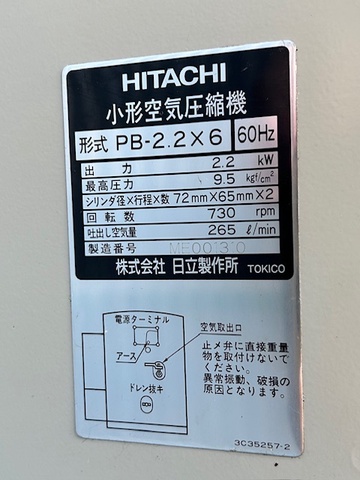 HITACHI
小形空気圧縮機
形式 PB-2.2×6 60Hz
出力 2.2 kW
最高圧力 9.5 kgf/cm²
シリンダ径×行程×数 72mm×65mm×2
回転数 730 rpm
吐出し空気量 265 ℓ/min
製造番号
株式会社 日立製作所 TOKICO
電源ターミナル
空気取出口
アース
ドレン抜キ
止メ弁に直接重量
物を取付けないで
ください。
異常振動、破損の
原因となります。
3C35257-2